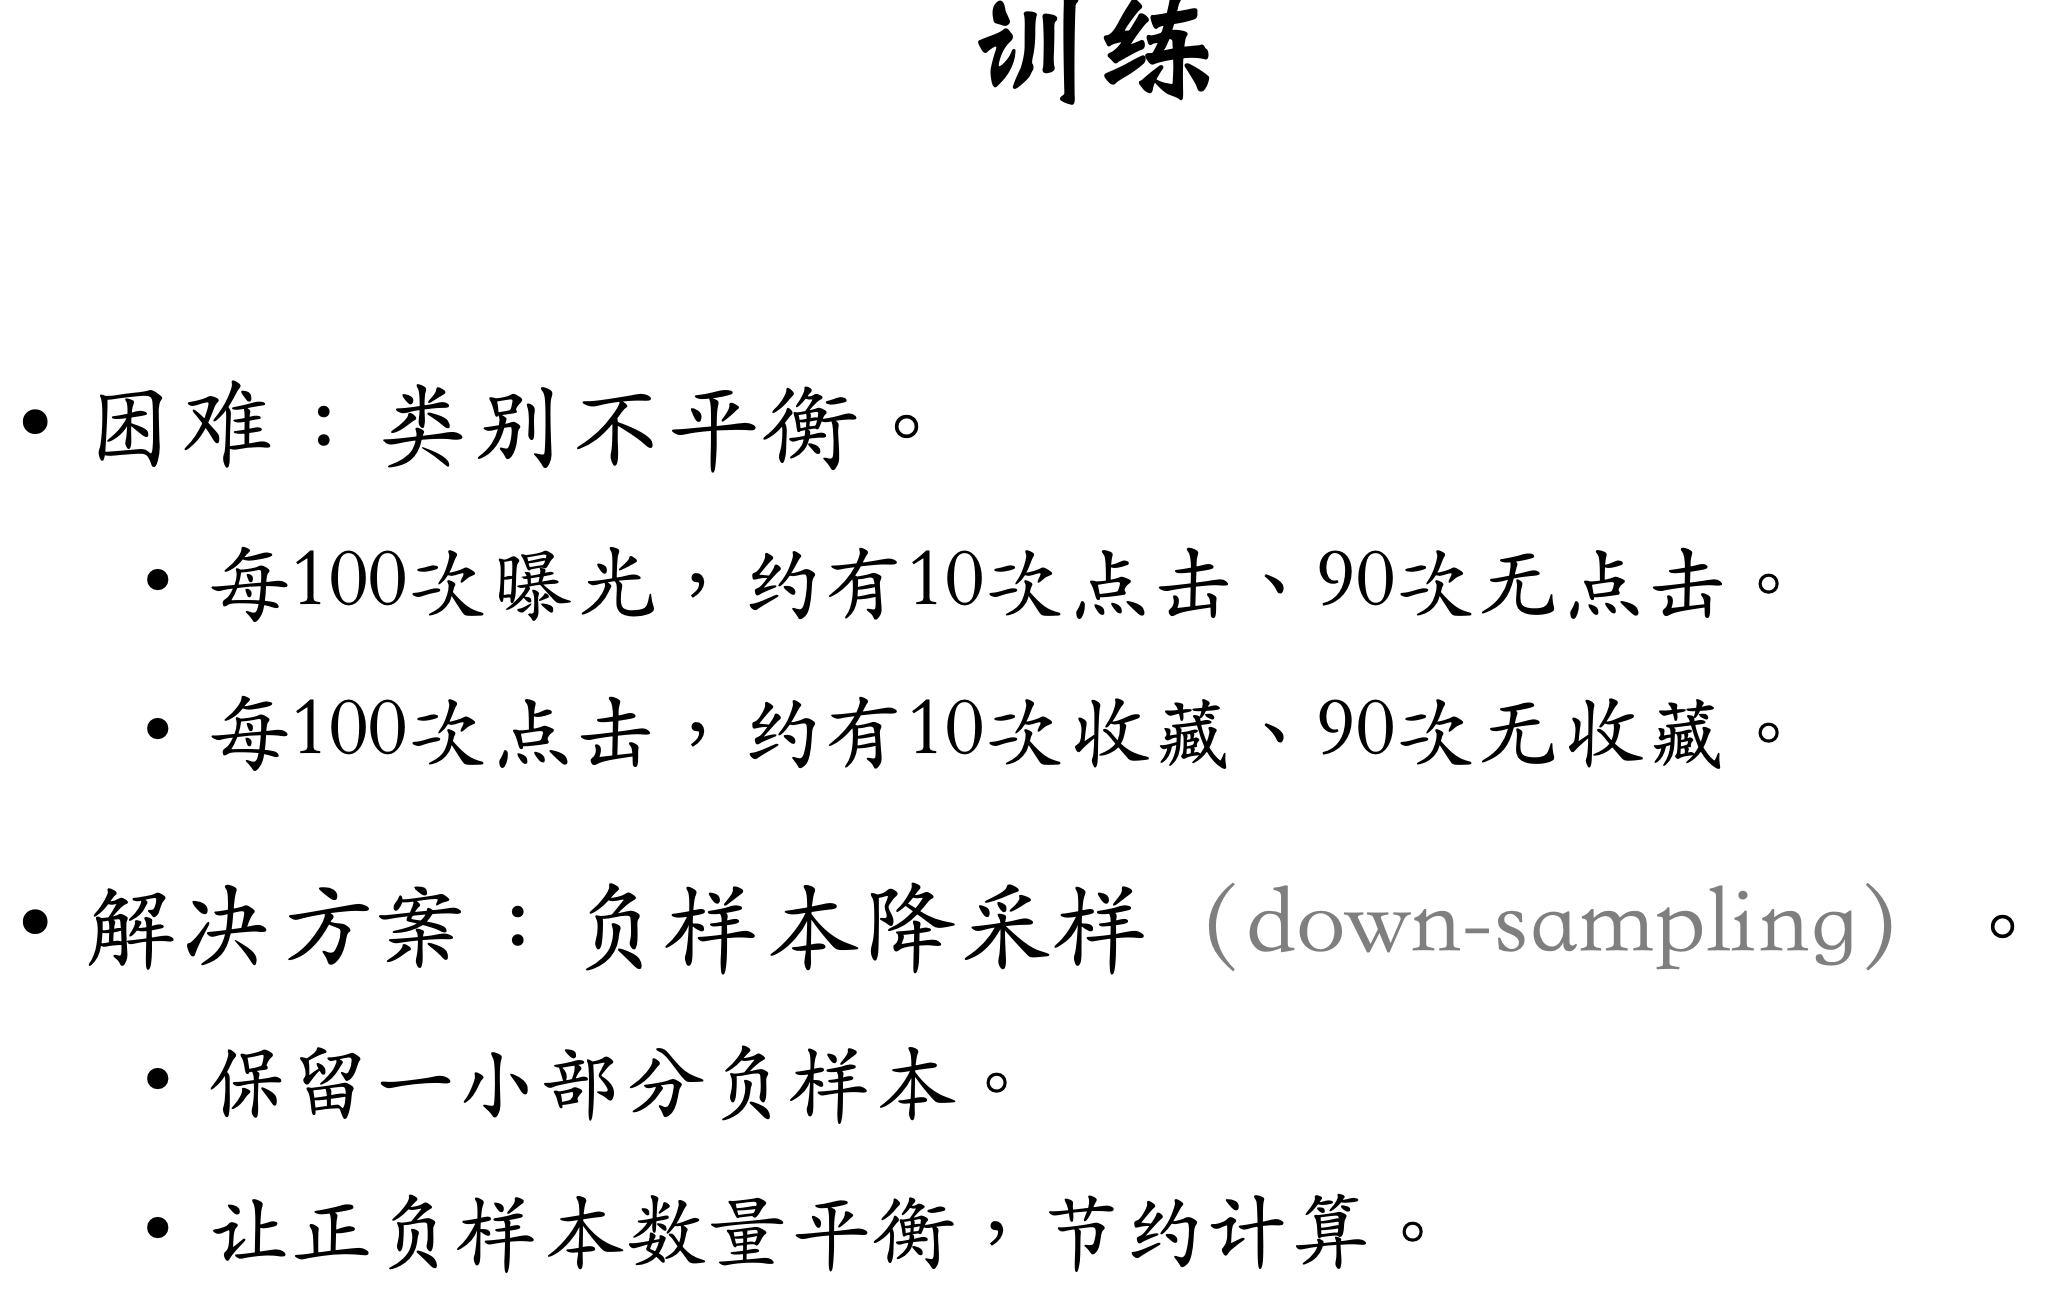 训练
• 困难：类别不平衡。
• 每100次曝光，约有10次点击、90次无点击。
• 每100次点击，约有10次收藏、90次无收藏。
• 解决方案：负样本降采样（down-sampling）。
• 保留一小部分负样本。
• 让正负样本数量平衡，节约计算。